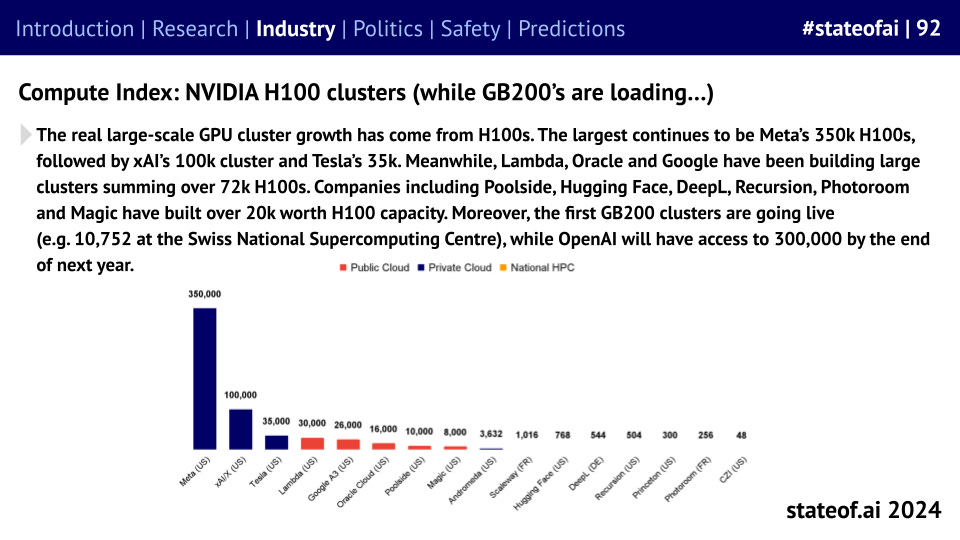 Introduction | Research | Industry | Politics | Safety | Predictions
#stateofai | 92
Compute Index: NVIDIA H100 clusters (while GB200’s are loading…)
The real large-scale GPU cluster growth has come from H100s. The largest continues to be Meta’s 350k H100s,
followed by xAI’s 100k cluster and Tesla’s 35k. Meanwhile, Lambda, Oracle and Google have been building large
clusters summing over 72k H100s. Companies including Poolside, Hugging Face, DeepL, Recursion, Photoroom
and Magic have built over 20k worth H100 capacity. Moreover, the first GB200 clusters are going live
(e.g. 10,752 at the Swiss National Supercomputing Centre), while OpenAI will have access to 300,000 by the end
of next year.
Public Cloud Private Cloud National HPC
350,000
100,000
35,000
30,000
26,000
16,000
10,000
8,000
3,632
1,016
768
544
504
300
256
48
Meta (US)
xAI/X (US)
Tesla (US)
Lambda (US)
Google A3 (US)
Oracle Cloud (US)
Poolside (US)
Magic (US)
Andromeda (US)
Scaleway (FR)
Hugging Face (US)
DeepL (DE)
Recursion (US)
Princeton (US)
Photoroom (FR)
CZI (US)
stateof.ai 2024